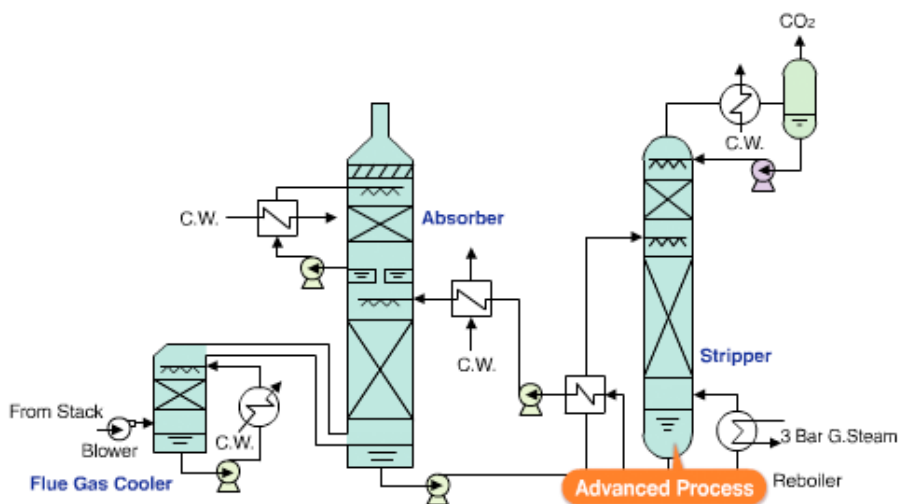 CO₂
C.W.
C.W.
Absorber
C.W.
Stripper
From Stack
Blower
C.W.
3 Bar G.Steam
Flue Gas Cooler
Advanced Process
Reboiler